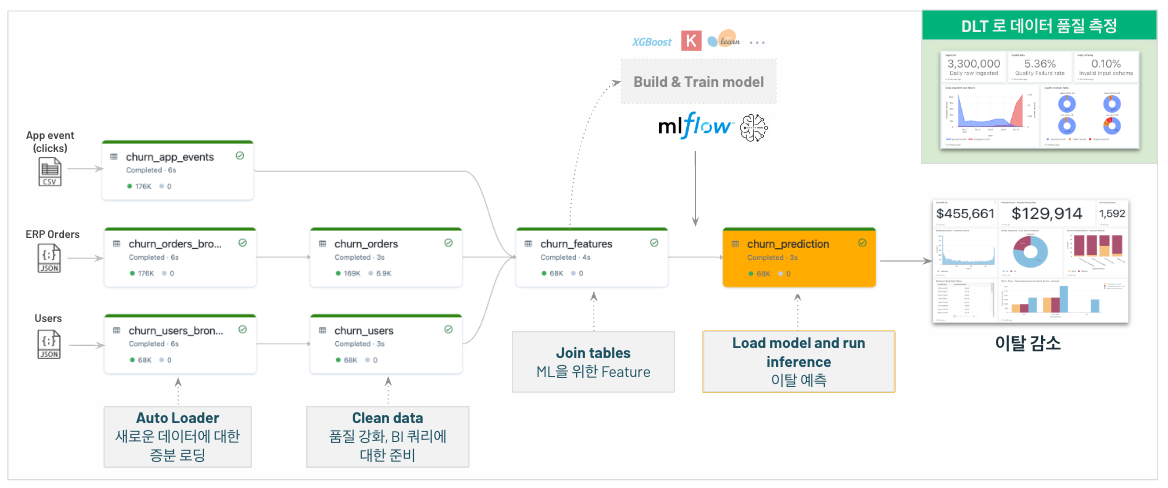 DLT 로 데이터 품질 측정
3,300,000
Daily row ingested
5.36%
Quality Failure rate
0.10%
Invalid input schema
XGBoost
K
learn
...
Build & Train model
mlflow
App event
(clicks)
CSV
churn_app_events
Completed · 6s
176K
0
ERP Orders
{;}
JSON
churn_orders_bro...
Completed · 6s
176K
0
churn_orders
Completed · 3s
169K
6.9K
churn_features
Completed · 4s
68K
0
churn_prediction
Completed · 3s
68K
0
$455,661
$129,914
1,592
이탈 감소
Users
{;}
JSON
churn_users_bron...
Completed · 6s
68K
0
churn_users
Completed · 3s
68K
0
Join tables
ML을 위한 Feature
Load model and run
inference
이탈 예측
Auto Loader
새로운 데이터에 대한
증분 로딩
Clean data
품질 강화, BI 쿼리에
대한 준비